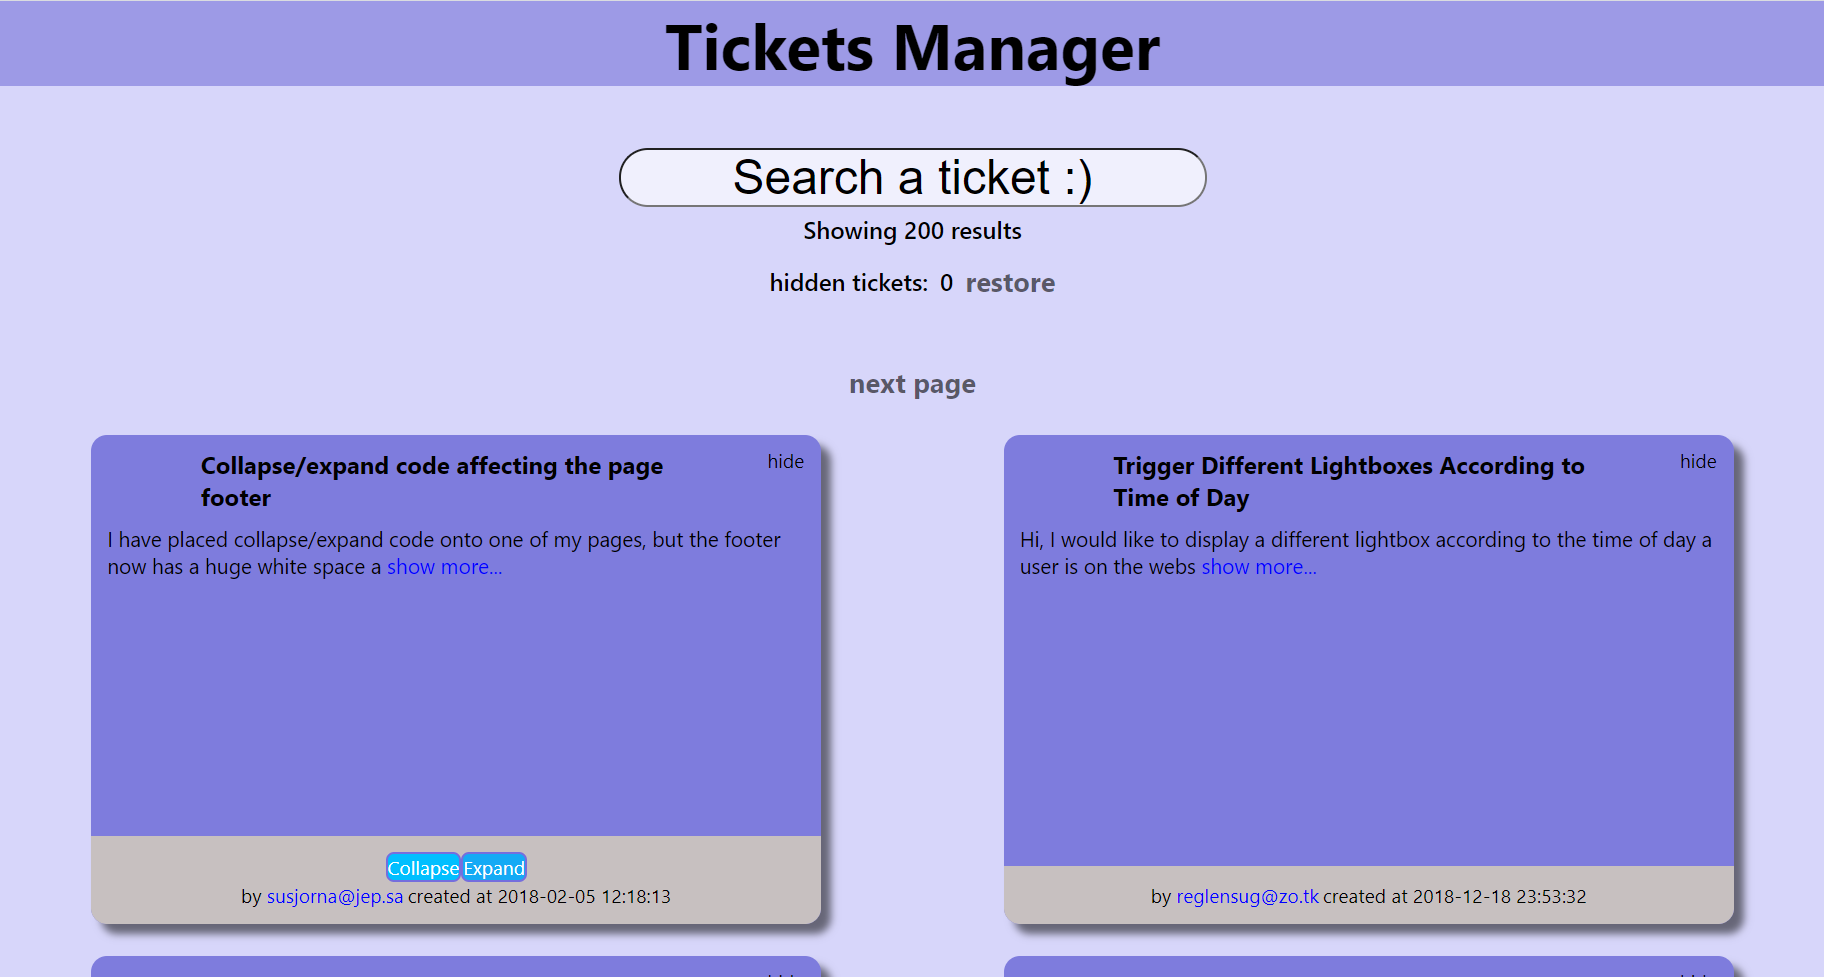 Tickets Manager
Search a ticket :)
Showing 200 results
hidden tickets: 0 restore
next page
Collapse/expand code affecting the page
footer
hide
I have placed collapse/expand code onto one of my pages, but the footer
now has a huge white space a show more...
Collapse Expand
by susjorna@jep.sa created at 2018-02-05 12:18:13
Trigger Different Lightboxes According to
Time of Day
hide
Hi, I would like to display a different lightbox according to the time of day a
user is on the webs show more...
by reglensug@zo.tk created at 2018-12-18 23:53:32